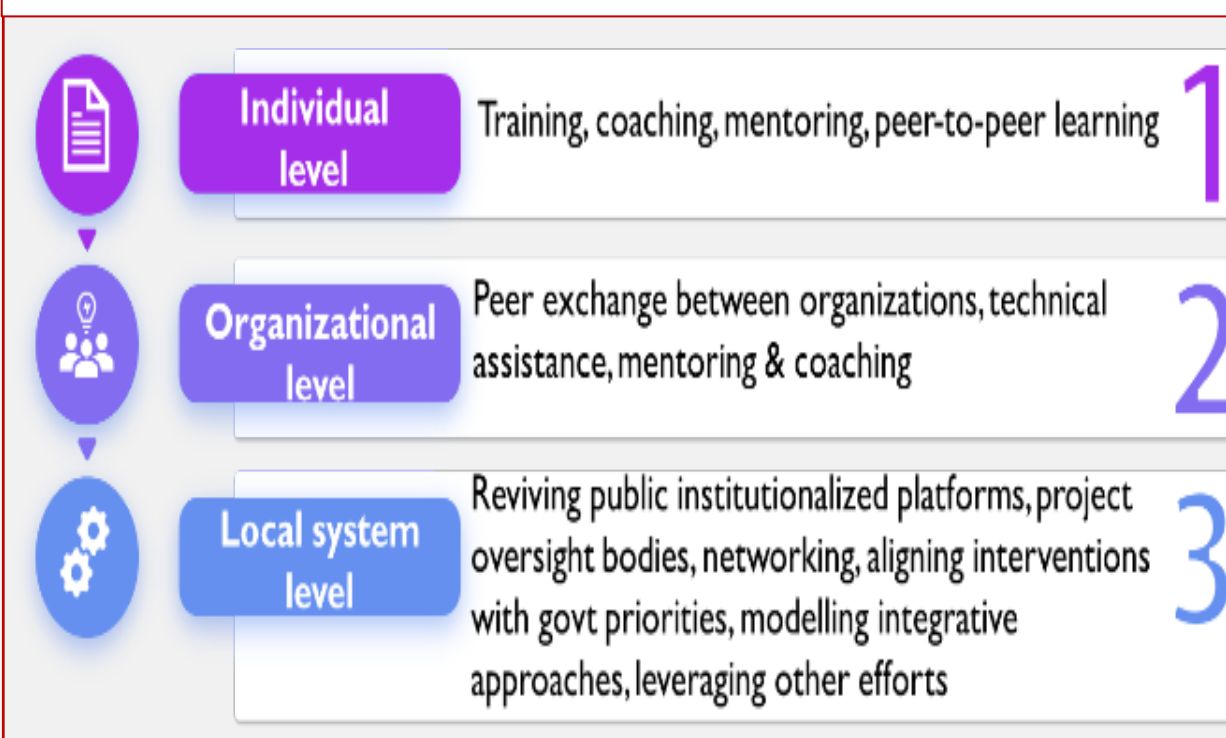 Individual
level
Training, coaching, mentoring, peer-to-peer learning
1
Organizational
level
Peer exchange between organizations, technical
assistance, mentoring & coaching
2
Local system
level
Reviving public institutionalized platforms, project
oversight bodies, networking, aligning interventions
with govt priorities, modelling integrative
approaches, leveraging other efforts
3